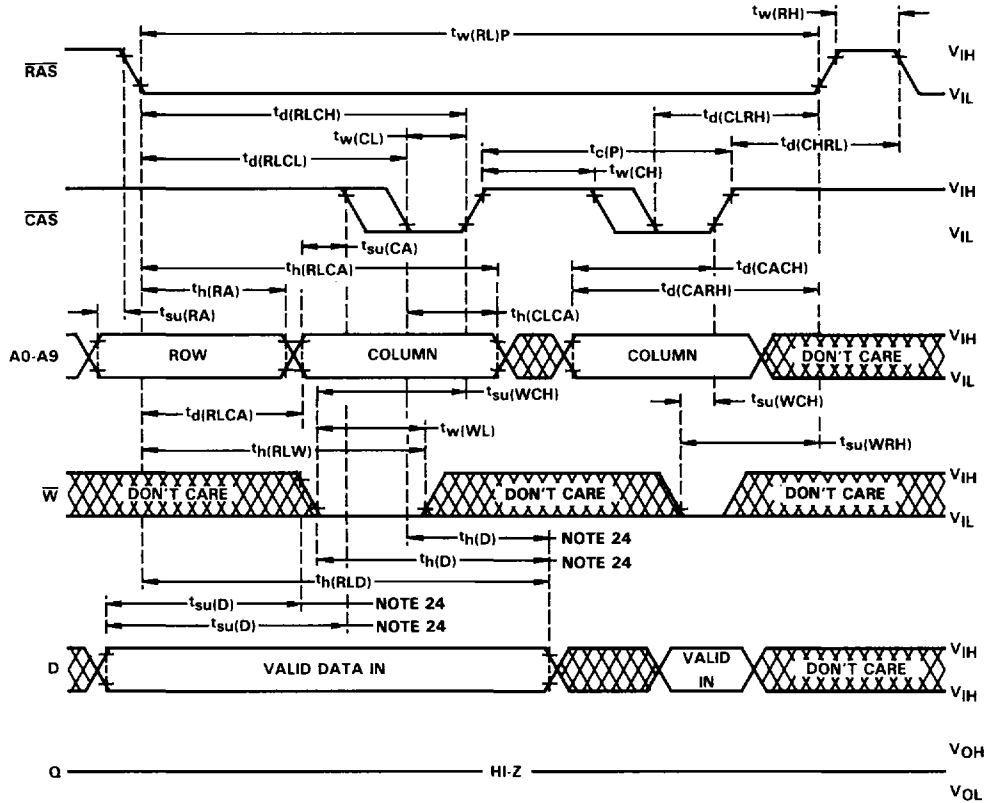 tw(RH)
tw(RL)P
RAS
VIH
VIL
td(RLCH)
td(CLRH)
tw(CL)
tc(P)
td(CHRL)
td(RLCL)
tw(CH)
CAS
VIH
VIL
tsu(CA)
th(RLCA)
td(CACH)
th(RA)
td(CARH)
tsu(RA)
th(CLCA)
A0-A9
ROW
COLUMN
COLUMN
DON'T CARE
VIH
VIL
tsu(WCH)
tsu(WCH)
td(RLCA)
tw(WL)
th(RLW)
tsu(WRH)
W
DON'T CARE
DON'T CARE
DON'T CARE
VIH
VIL
th(D)
NOTE 24
th(D)
NOTE 24
th(RLD)
tsu(D)
NOTE 24
tsu(D)
NOTE 24
D
VALID DATA IN
VALID
IN
DON'T CARE
VIH
VIH
VOH
Q
HI-Z
VOL